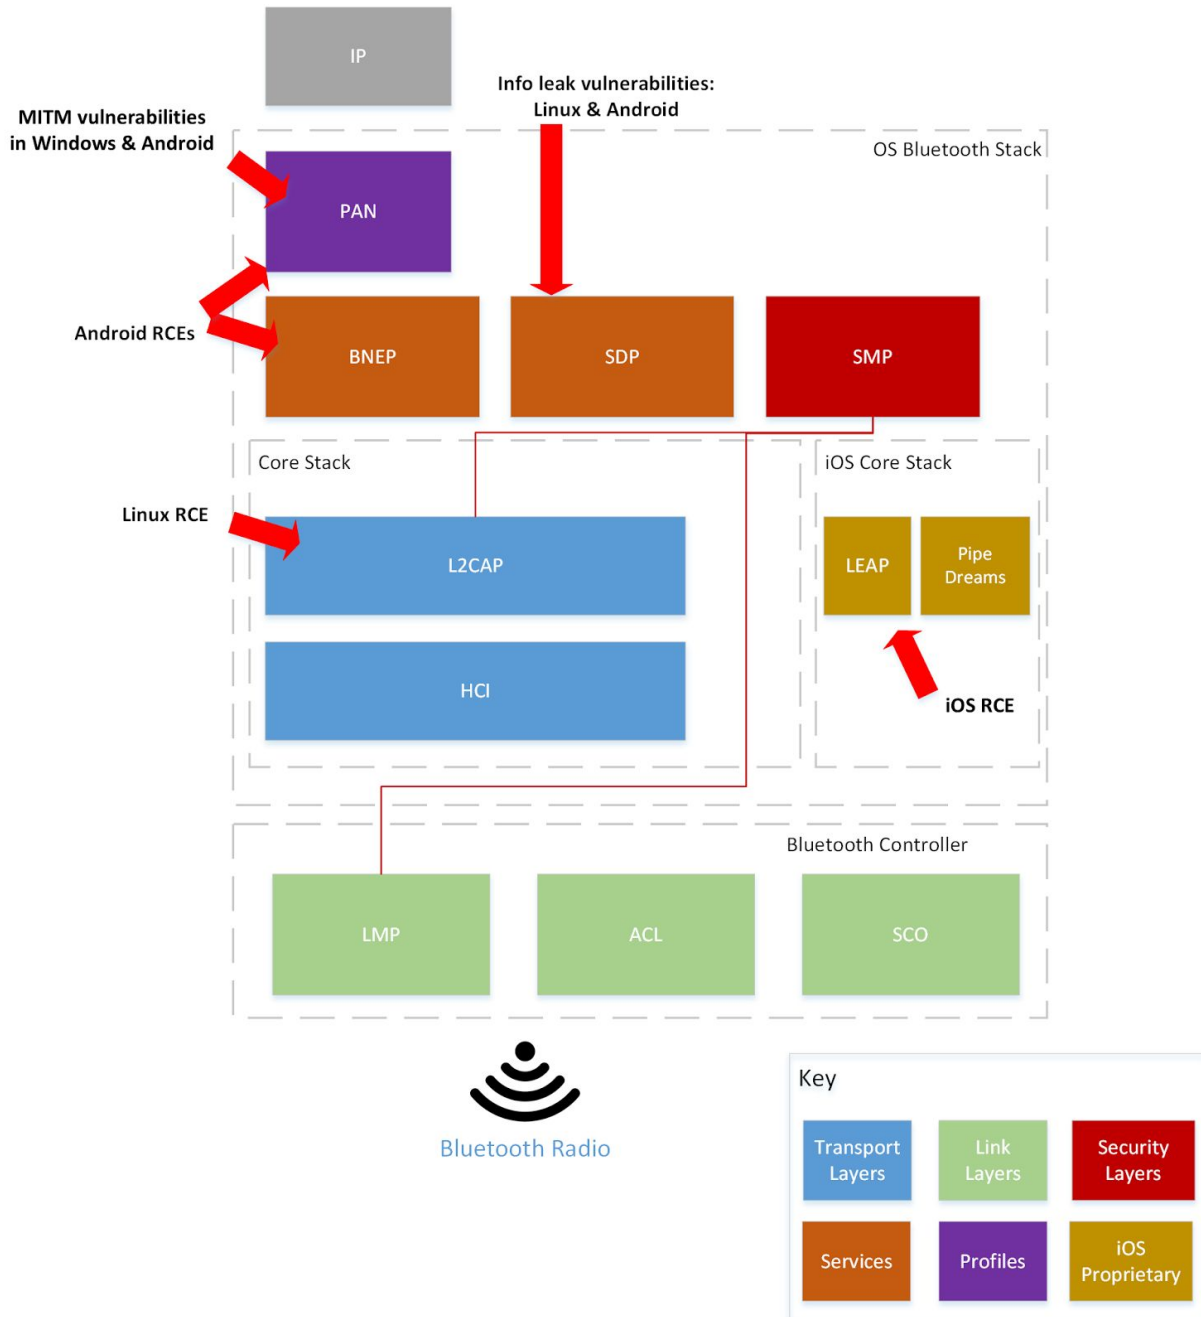 IP
Info leak vulnerabilities:
Linux & Android
MITM vulnerabilities
in Windows & Android
OS Bluetooth Stack
PAN
Android RCEs
BNEP
SDP
SMP
Core Stack
iOS Core Stack
Linux RCE
L2CAP
LEAP
Pipe
Dreams
HCI
iOS RCE
Bluetooth Controller
LMP
ACL
SCO
Bluetooth Radio
Key
Transport
Layers
Link
Layers
Security
Layers
Services
Profiles
iOS
Proprietary